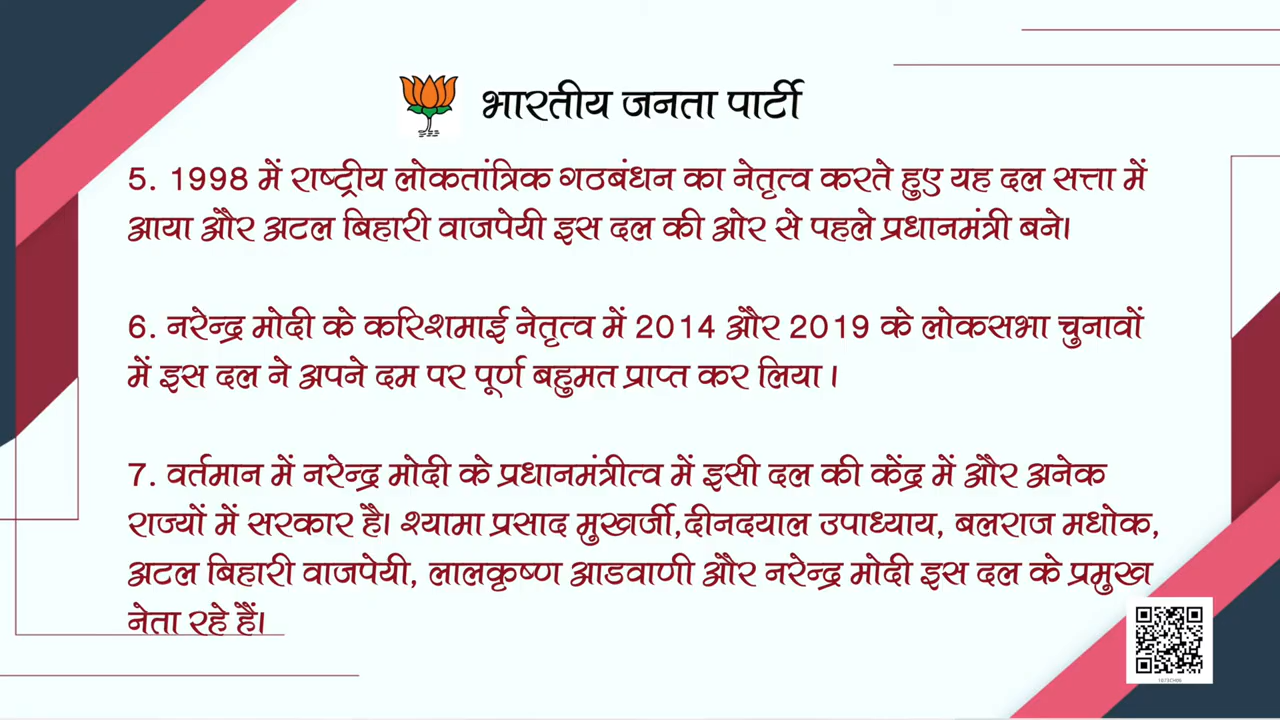 भारतीय जनता पार्टी
5. 1998 में राष्ट्रीय लोकतांत्रिक गठबंधन का नेतृत्व करते हुए यह दल सत्ता में
आया और अटल बिहारी वाजपेयी इस दल की ओर से पहले प्रधानमंत्री बने।
6. नरेन्द्र मोदी के करिशमाई नेतृत्व में 2014 और 2019 के लोकसभा चुनावों
में इस दल ने अपने दम पर पूर्ण बहुमत प्राप्त कर लिया ।
7. वर्तमान में नरेन्द्र मोदी के प्रधानमंत्रीत्व में इसी दल की केंद्र में और अनेक
राज्यों में सरकार है। श्यामा प्रसाद मुखर्जी,दीनदयाल उपाध्याय, बलराज मधोक,
अटल बिहारी वाजपेयी, लालकृष्ण आडवाणी और नरेन्द्र मोदी इस दल के प्रमुख
नेता रहे हैं।
1073CH06